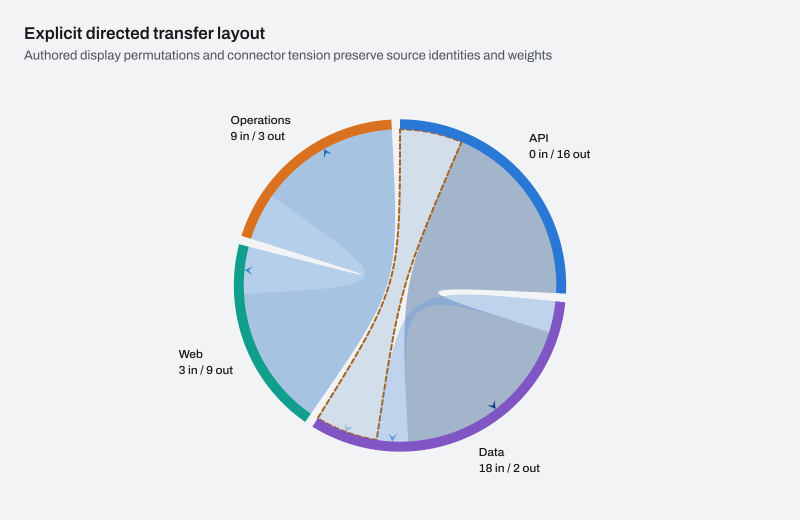 Explicit directed transfer layout
Authored display permutations and connector tension preserve source identities and weights
Operations
9 in / 3 out
API
0 in / 16 out
Web
3 in / 9 out
Data
18 in / 2 out